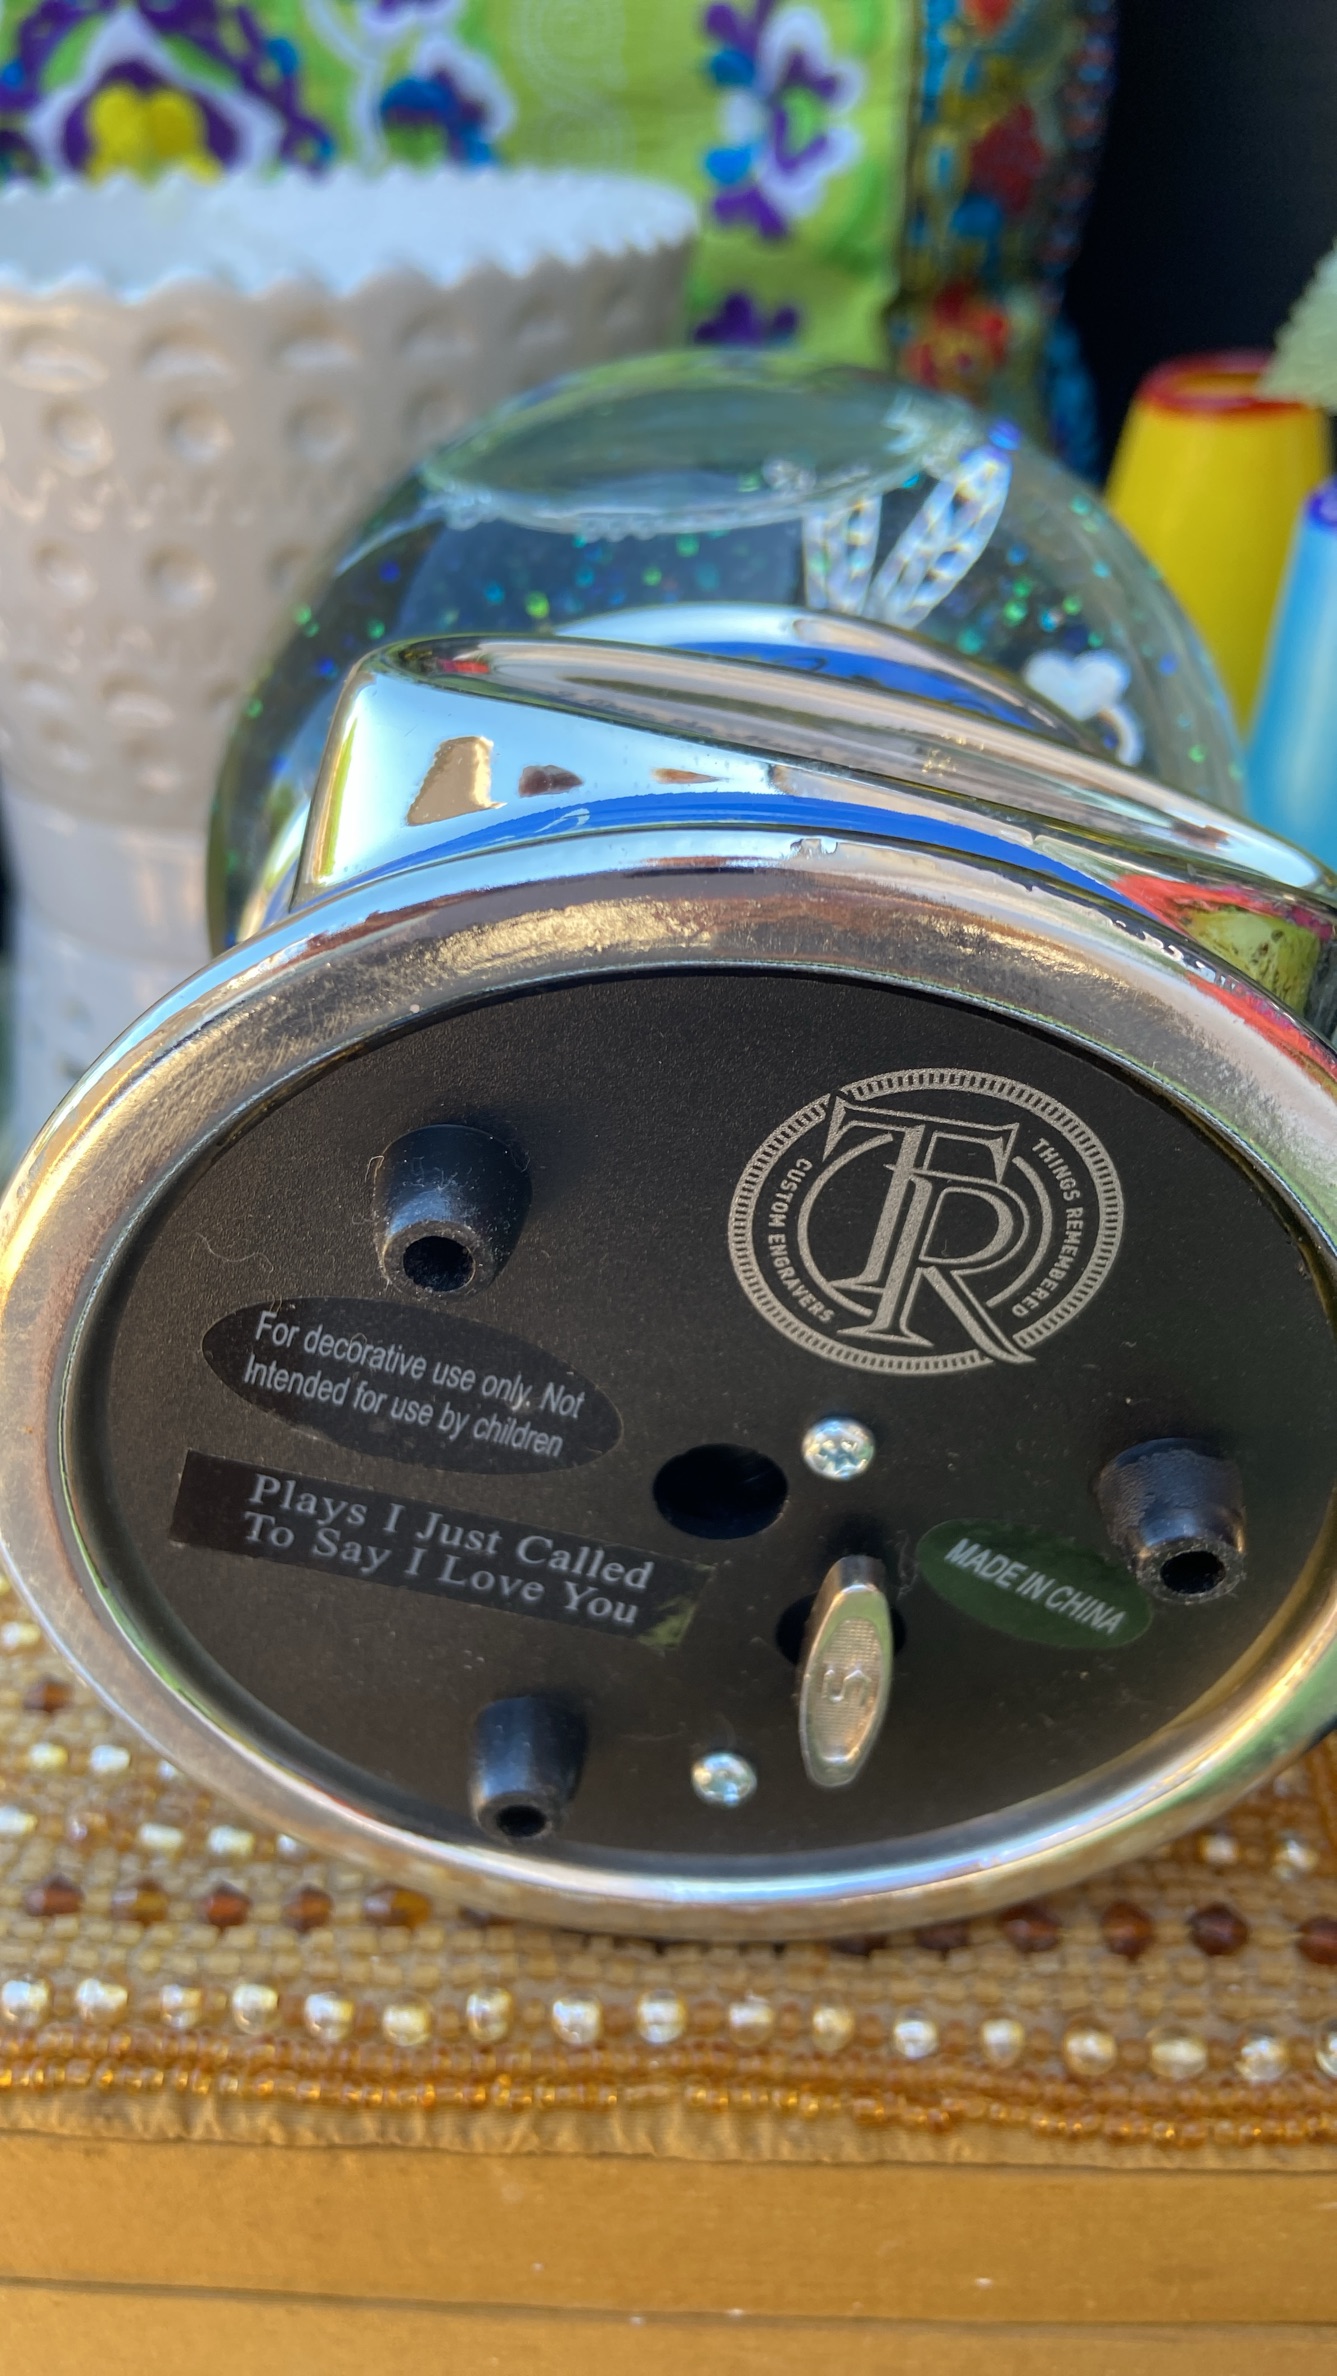 TR
THINGS REMEMBERED
CUSTOM ENGRAVERS
For decorative use only. Not
Intended for use by children
Plays I Just Called
To Say I Love You
MADE IN CHINA
S